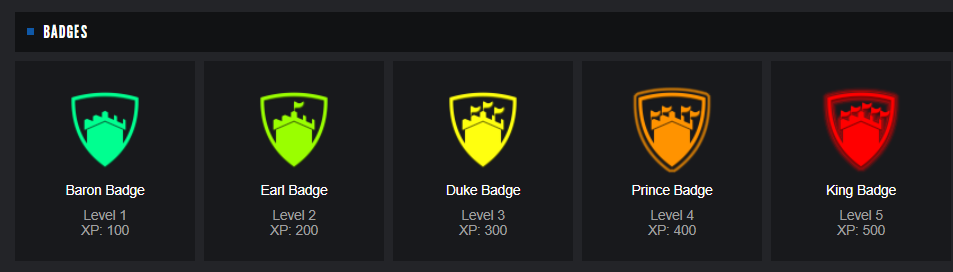 BADGES
Baron Badge
Level 1
XP: 100
Earl Badge
Level 2
XP: 200
Duke Badge
Level 3
XP: 300
Prince Badge
Level 4
XP: 400
King Badge
Level 5
XP: 500